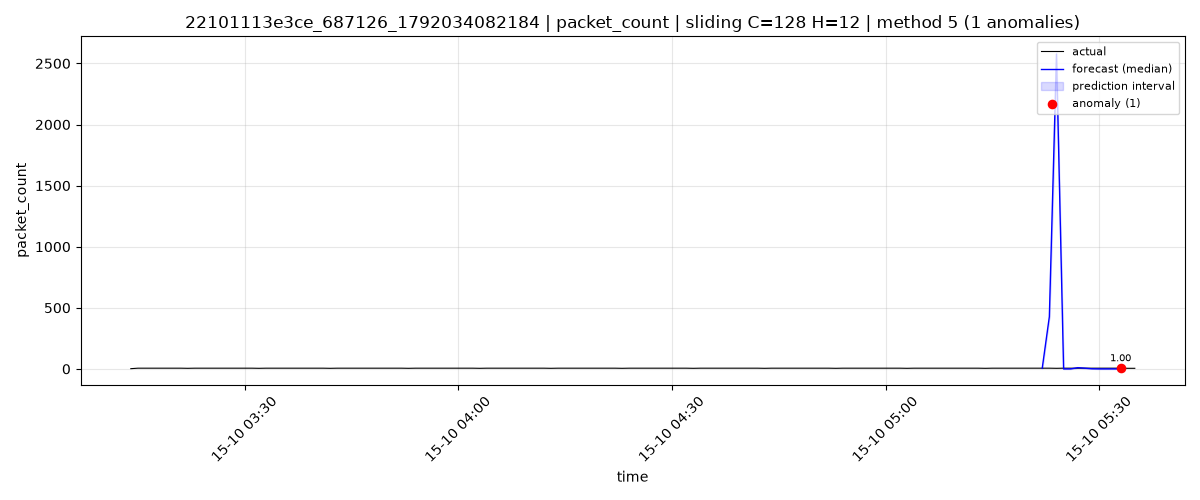 22101113e3ce_687126_1792034082184 | packet_count | sliding C=128 H=12 | method 5 (1 anomalies)
actual
forecast (median)
prediction interval
anomaly (1)
packet_count
2500
2000
1500
1000
500
0
1.00
15-10 03:30
15-10 04:00
15-10 04:30
15-10 05:00
15-10 05:30
time